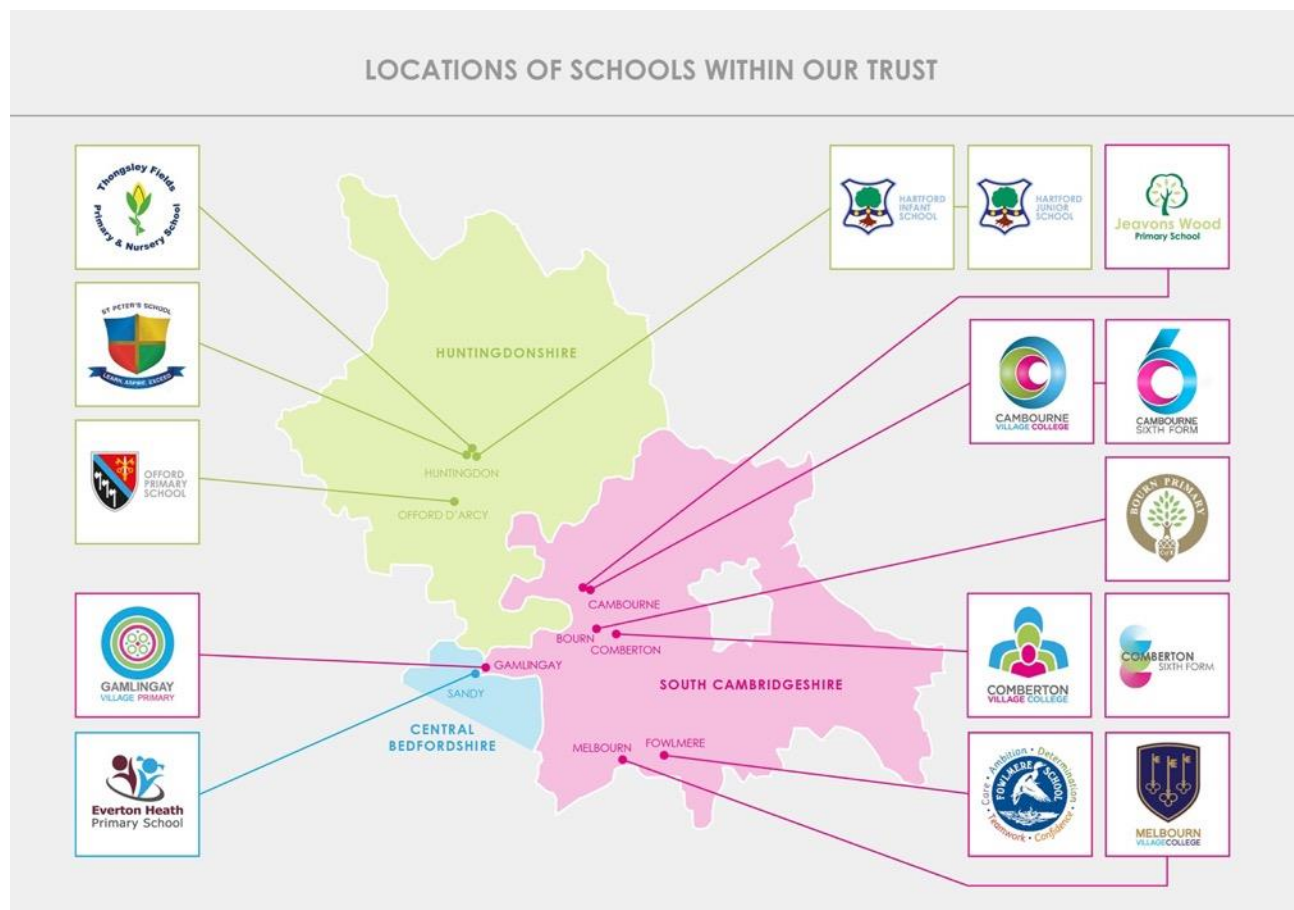 LOCATIONS OF SCHOOLS WITHIN OUR TRUST
Thongsley Fields
Primary & Nursery School
HARTFORD
INFANT
SCHOOL
HARTFORD
JUNIOR
SCHOOL
Jeavons Wood
Primary School
ST PETER'S SCHOOL
LEARN. ASPIRE. EXCEED
HUNTINGDONSHIRE
CAMBOURNE
VILLAGE COLLEGE
CAMBOURNE
SIXTH FORM
OFFORD
PRIMARY
SCHOOL
HUNTINGDON
OFFORD D'ARCY
BOURN PRIMARY
CAMBOURNE
BOURN
COMBERTON
GAMLINGAY
VILLAGE PRIMARY
GAMLINGAY
SANDY
SOUTH CAMBRIDGESHIRE
COMBERTON
VILLAGE COLLEGE
COMBERTON
SIXTH FORM
CENTRAL
BEDFORDSHIRE
MELBOURN
FOWLMERE
Everton Heath
Primary School
Care • Ambition • Determination
Teamwork • Confidence
FOWLMERE SCHOOL
MELBOURN
VILLAGECOLLEGE